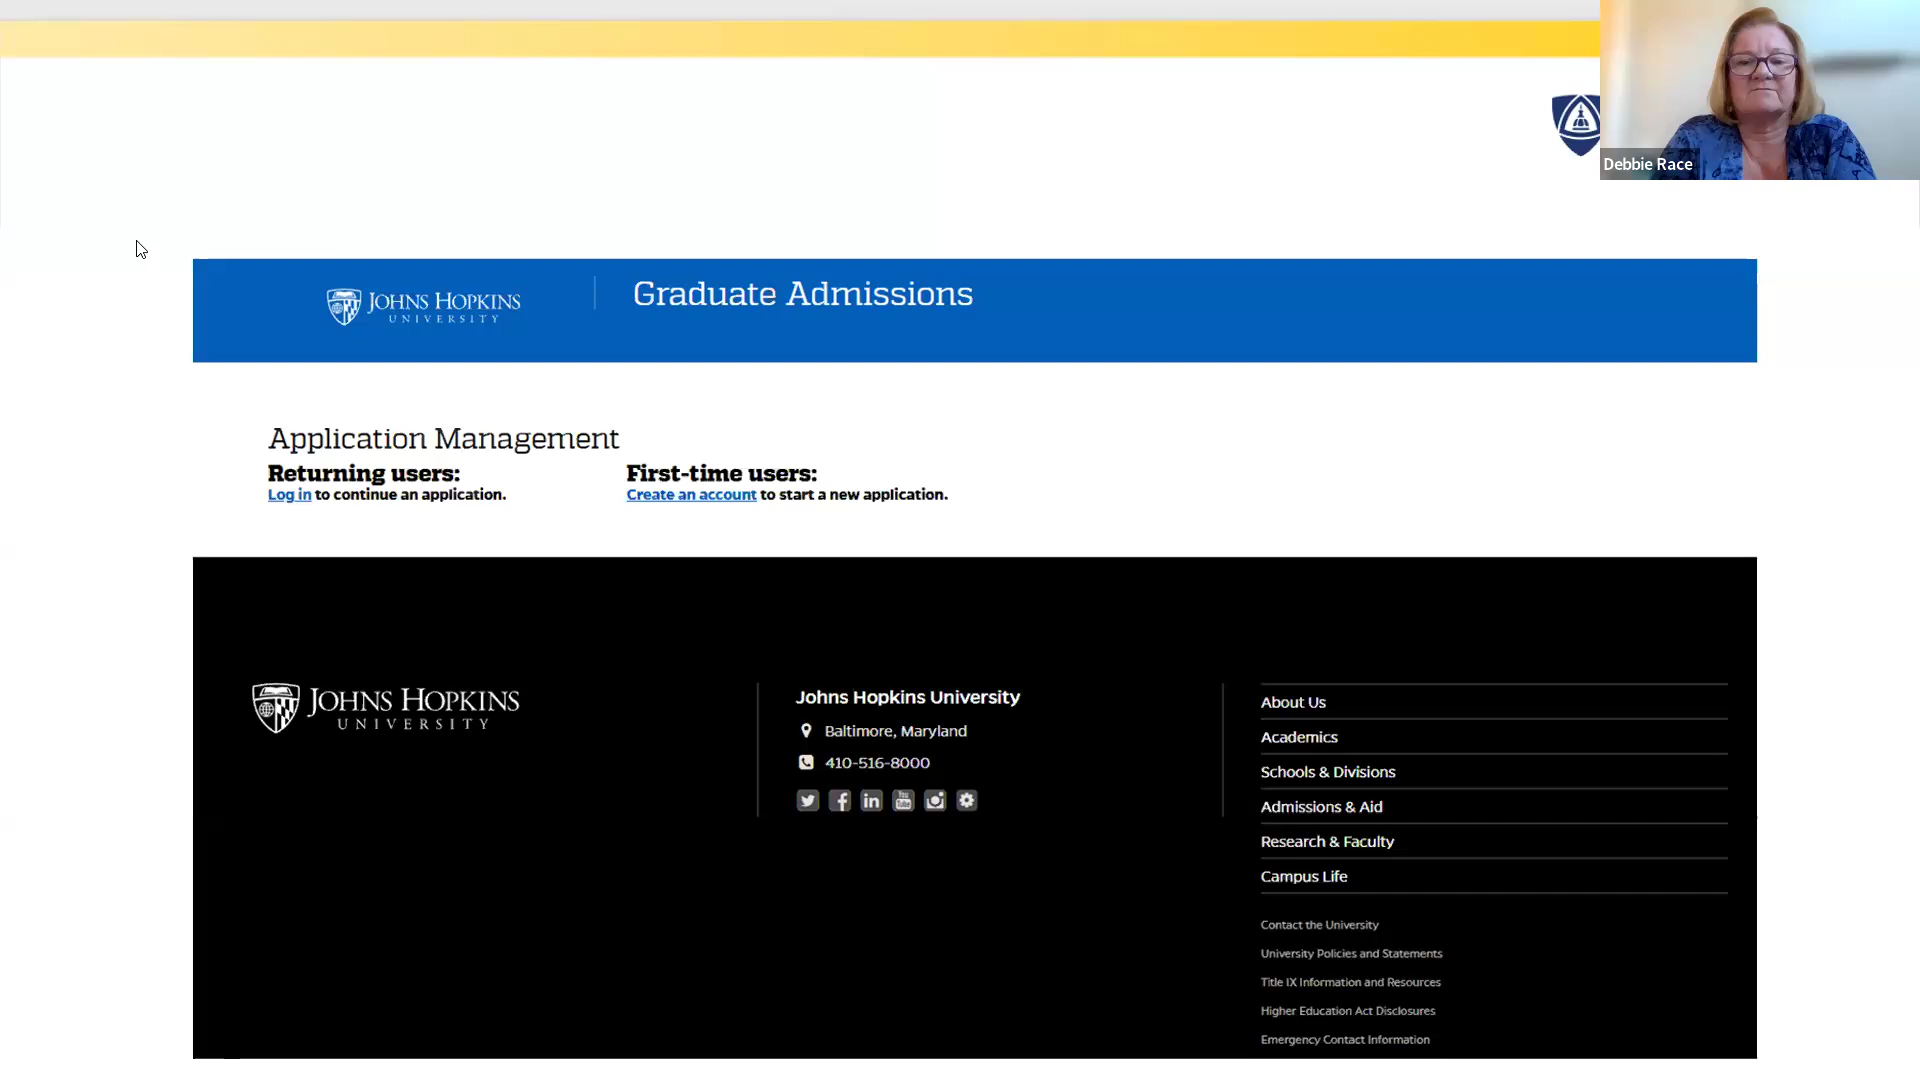 Debbie Race
JOHNS HOPKINS
UNIVERSITY
Graduate Admissions
Application Management
Returning users:
Log in to continue an application.
First-time users:
Create an account to start a new application.
JOHNS HOPKINS
UNIVERSITY
Johns Hopkins University
Baltimore, Maryland
410-516-8000
You
Tube
About Us
Academics
Schools & Divisions
Admissions & Aid
Research & Faculty
Campus Life
Contact the University
University Policies and Statements
Title IX Information and Resources
Higher Education Act Disclosures
Emergency Contact Information